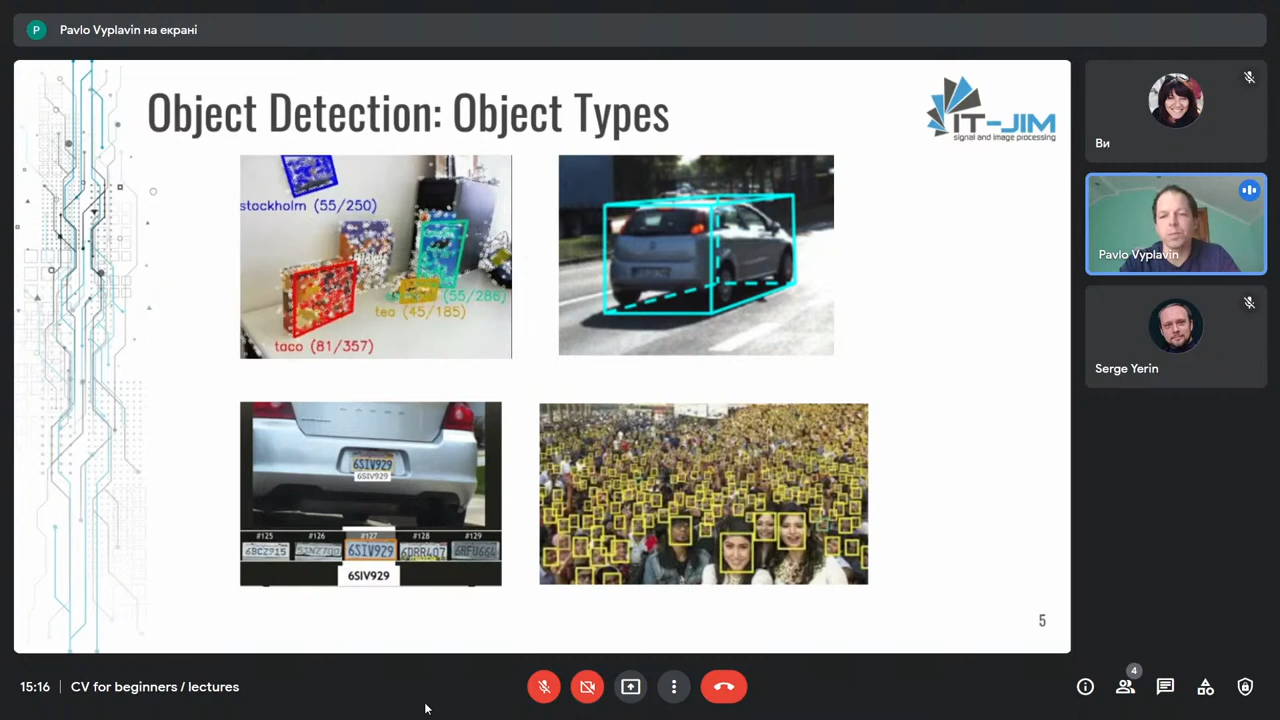 P
Pavlo Vyplavin на екрані
Object Detection: Object Types
IT-JIM
signal and image processing
stockholm (55/250)
(55/286)
tea (45/185)
taco (81/357)
6SIV929
6SIV929
#125
#126
#127
#128
#129
6BCZ915
6SIV929
6DRR407
6RFU664
6SIV929
5
Ви
Pavlo Vyplavin
Serge Yerin
15:16
CV for beginners / lectures
4